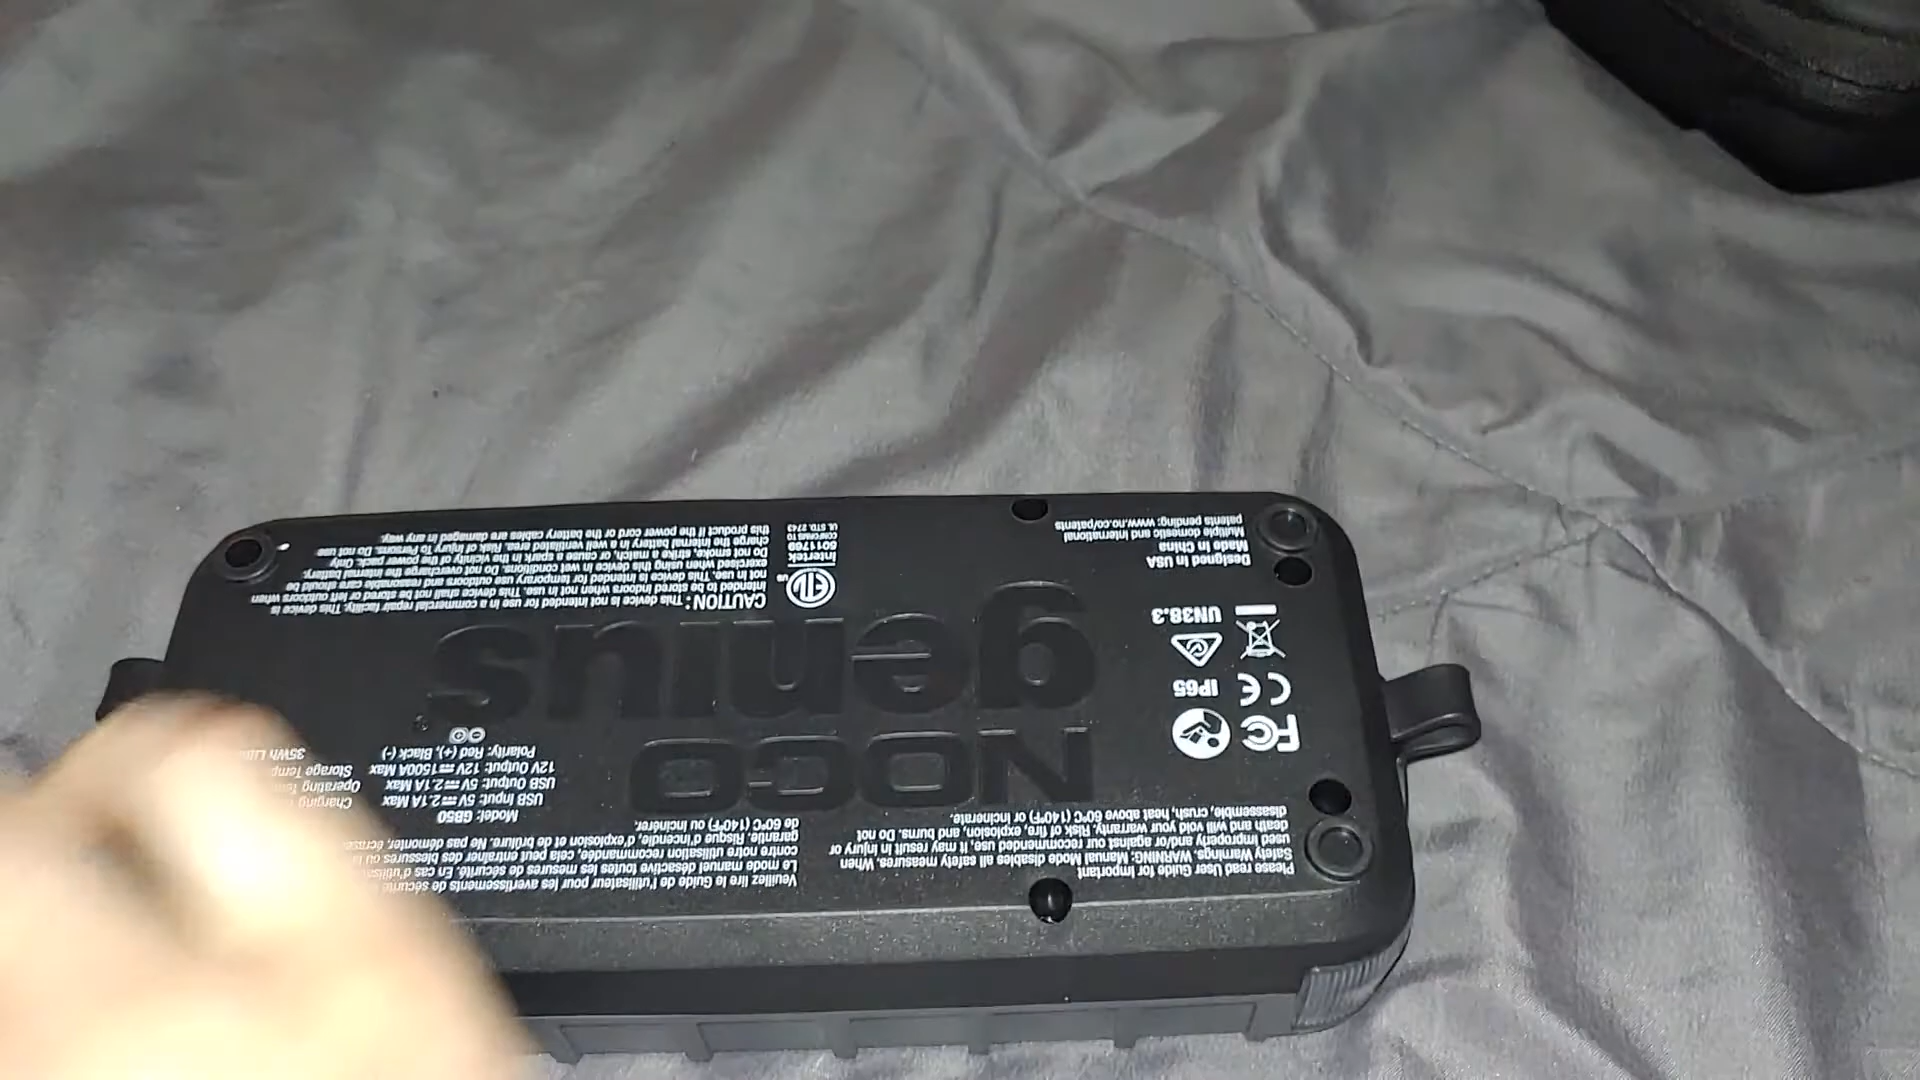 Please read User Guide for Important
Safety Warnings. WARNING: Manual Mode disables all safety measures. When
used improperly and/or against our recommended use, it may result in injury or
death and will void your warranty. Risk of fire, explosion, and burns. Do not
disassemble, crush, heat above 60°C (140°F) or incinerate.
Veuillez lire le Guide de l'utilisateur pour les avertissements de sécurité
Le mode manuel désactive toutes les mesures de sécurité. En cas d'utilis
contre notre utilisation recommandée, cela peut entraîner des blessures ou la
garantie. Risque d'incendie, d'explosion et de brûlure. Ne pas démonter, écraser
de 60°C (140°F) ou incinérer.
FC
CE
IP65
UN38.3
NOCO
genius
Model: GB50
USB Input: 5V⎓2.1A Max
USB Output: 5V⎓2.1A Max
12V Output: 12V⎓1500A Max
Polarity: Red (+), Black (-)
Charging
Operating Te
Storage Temp
35Wh Lith
Designed in USA
Made in China
Multiple domestic and international
patents pending: www.no.co/patents
ETL
us
Intertek
5011769
CONFORMS TO
UL STD. 2743
CAUTION: This device is not intended for use in a commercial repair facility. This device is
intended to be stored indoors when not in use. This device shall not be stored or left outdoors when
not in use. This device is intended for temporary use outdoors and reasonable care should be
exercised when using this device in wet conditions. Do not overcharge the internal battery.
Do not smoke, strike a match, or cause a spark in the vicinity of the power pack. Only
charge the internal battery in a well ventilated area. Risk of Injury To Persons. Do not use
this product if the power cord or the battery cables are damaged in any way.